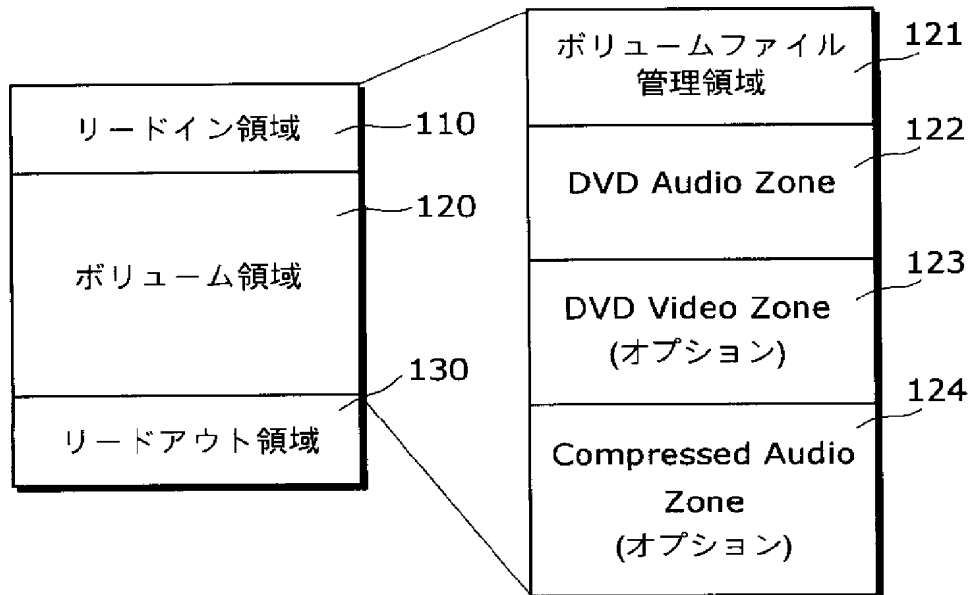 リードイン領域
110
ボリューム領域
120
リードアウト領域
130
ボリュームファイル
管理領域
121
DVD Audio Zone
122
DVD Video Zone
(オプション)
123
Compressed Audio
Zone
(オプション)
124